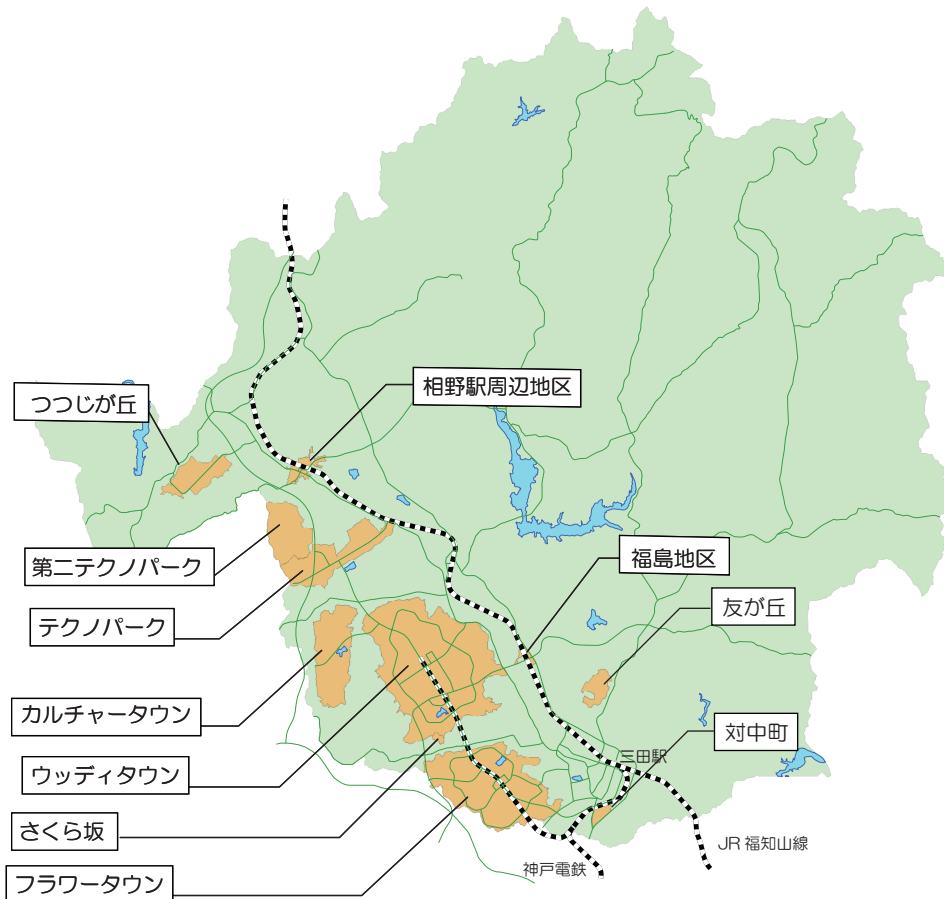 相野駅周辺地区
つつじが丘
福島地区
第二テクノパーク
友が丘
テクノパーク
カルチャータウン
対中町
三田駅
ウッディタウン
さくら坂
JR 福知山線
神戸電鉄
フラワータウン